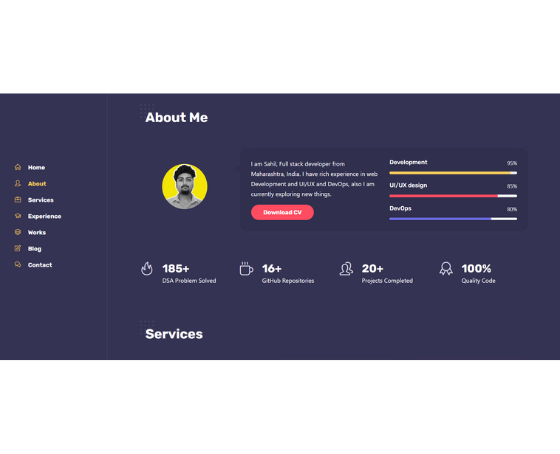 Home
About
Services
Experience
Works
Blog
Contact
About Me
I am Sahil, Full stack developer from
Maharashtra, India. I have rich experience in web
Development and UI/UX and DevOps, also I am
currently exploring new things.
Download CV
Development 95%
UI/UX design 85%
DevOps 80%
185+
DSA Problem Solved
16+
GitHub Repositories
20+
Projects Completed
100%
Quality Code
Services